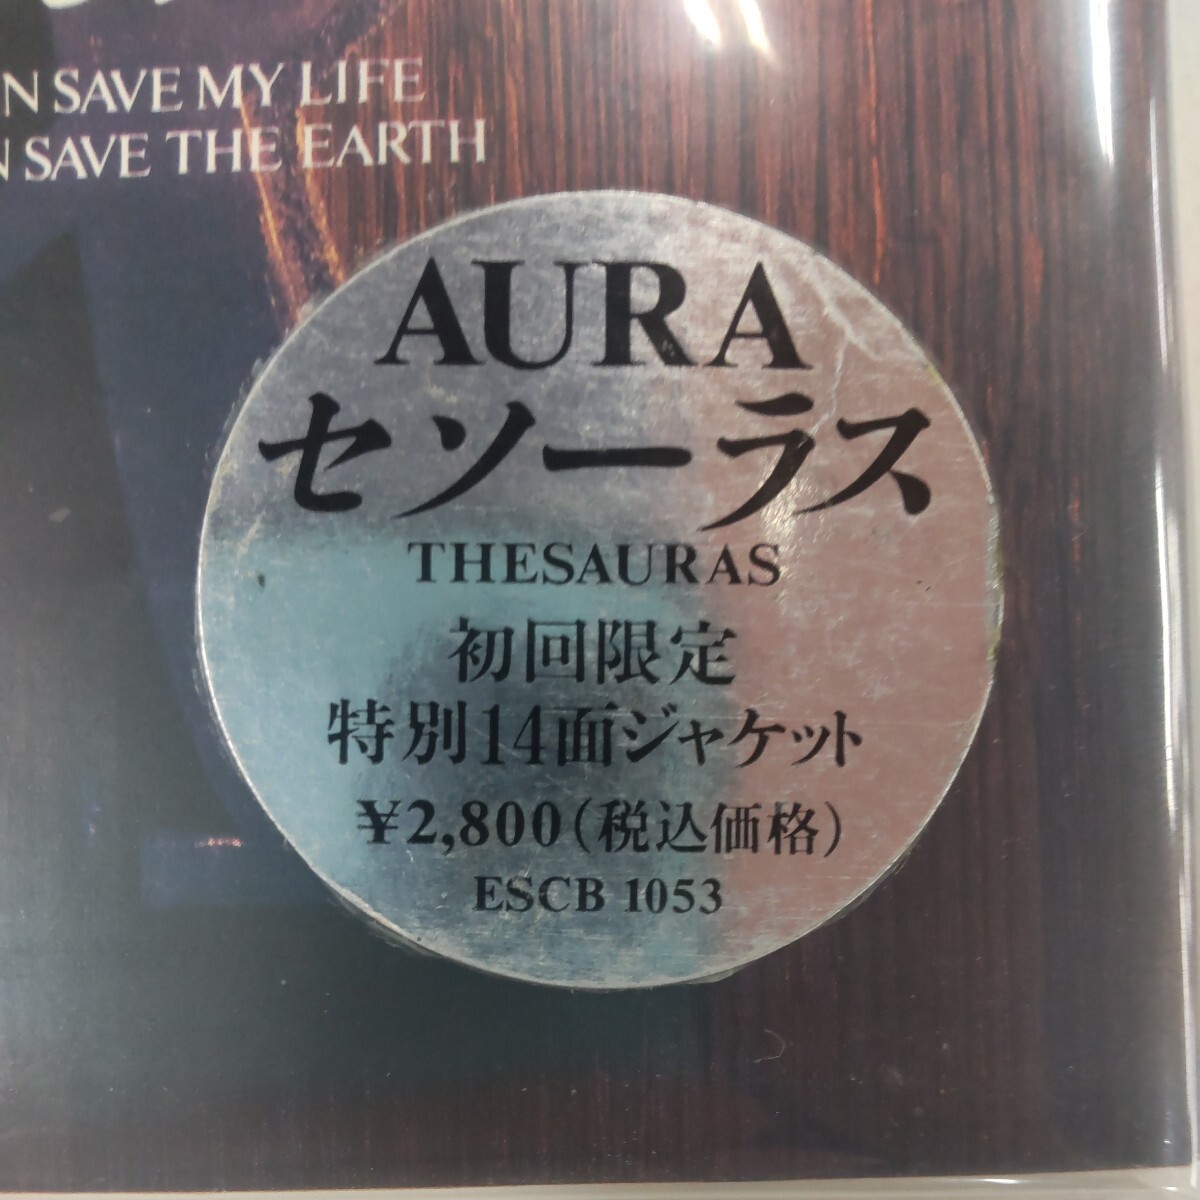 SAVE MY LIFE
SAVE THE EARTH
AURA
セソーラス
THESAURAS
初回限定
特別14面ジャケット
¥2,800(税込価格)
ESCB 1053